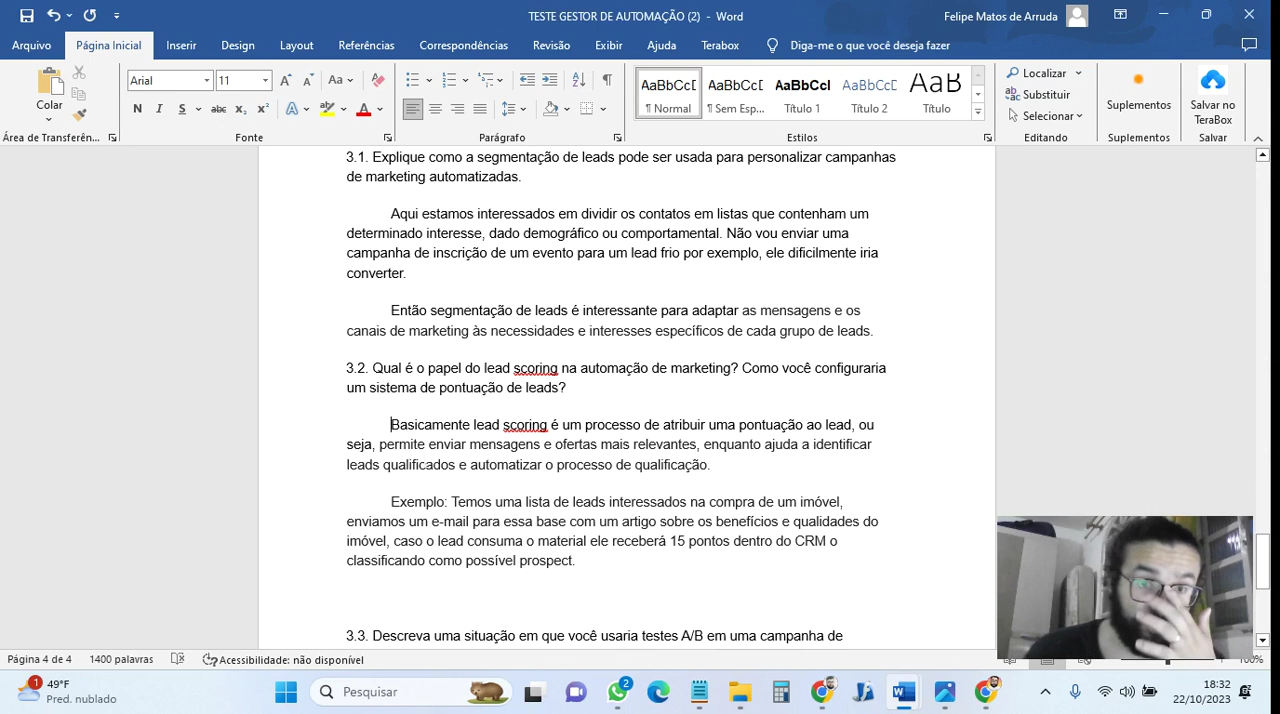 TESTE GESTOR DE AUTOMAÇÃO (2) - Word
Felipe Matos de Arruda
Arquivo Página Inicial Inserir Design Layout Referências Correspondências Revisão Exibir Ajuda Terabox Diga-me o que você deseja fazer
Colar
Arial 11
Aa
N I S abc x₂ x² A A
AaBbCcD AaBbCcD AaBbCcI AaBbCcD AaB
¶ Normal ¶ Sem Esp... Título 1 Título 2 Título
Localizar
Substituir
Selecionar
Suplementos
Salvar no
TeraBox
Área de Transferên... Fonte Parágrafo Estilos Editando Suplementos Salvar
3.1. Explique como a segmentação de leads pode ser usada para personalizar campanhas
de marketing automatizadas.
Aqui estamos interessados em dividir os contatos em listas que contenham um
determinado interesse, dado demográfico ou comportamental. Não vou enviar uma
campanha de inscrição de um evento para um lead frio por exemplo, ele dificilmente iria
converter.
Então segmentação de leads é interessante para adaptar as mensagens e os
canais de marketing às necessidades e interesses específicos de cada grupo de leads.
3.2. Qual é o papel do lead scoring na automação de marketing? Como você configuraria
um sistema de pontuação de leads?
Basicamente lead scoring é um processo de atribuir uma pontuação ao lead, ou
seja, permite enviar mensagens e ofertas mais relevantes, enquanto ajuda a identificar
leads qualificados e automatizar o processo de qualificação.
Exemplo: Temos uma lista de leads interessados na compra de um imóvel,
enviamos um e-mail para essa base com um artigo sobre os benefícios e qualidades do
imóvel, caso o lead consuma o material ele receberá 15 pontos dentro do CRM o
classificando como possível prospect.
3.3. Descreva uma situação em que você usaria testes A/B em uma campanha de
Página 4 de 4 1400 palavras Acessibilidade: não disponível
1 49°F
Pred. nublado
Pesquisar
2
18:32
22/10/2023